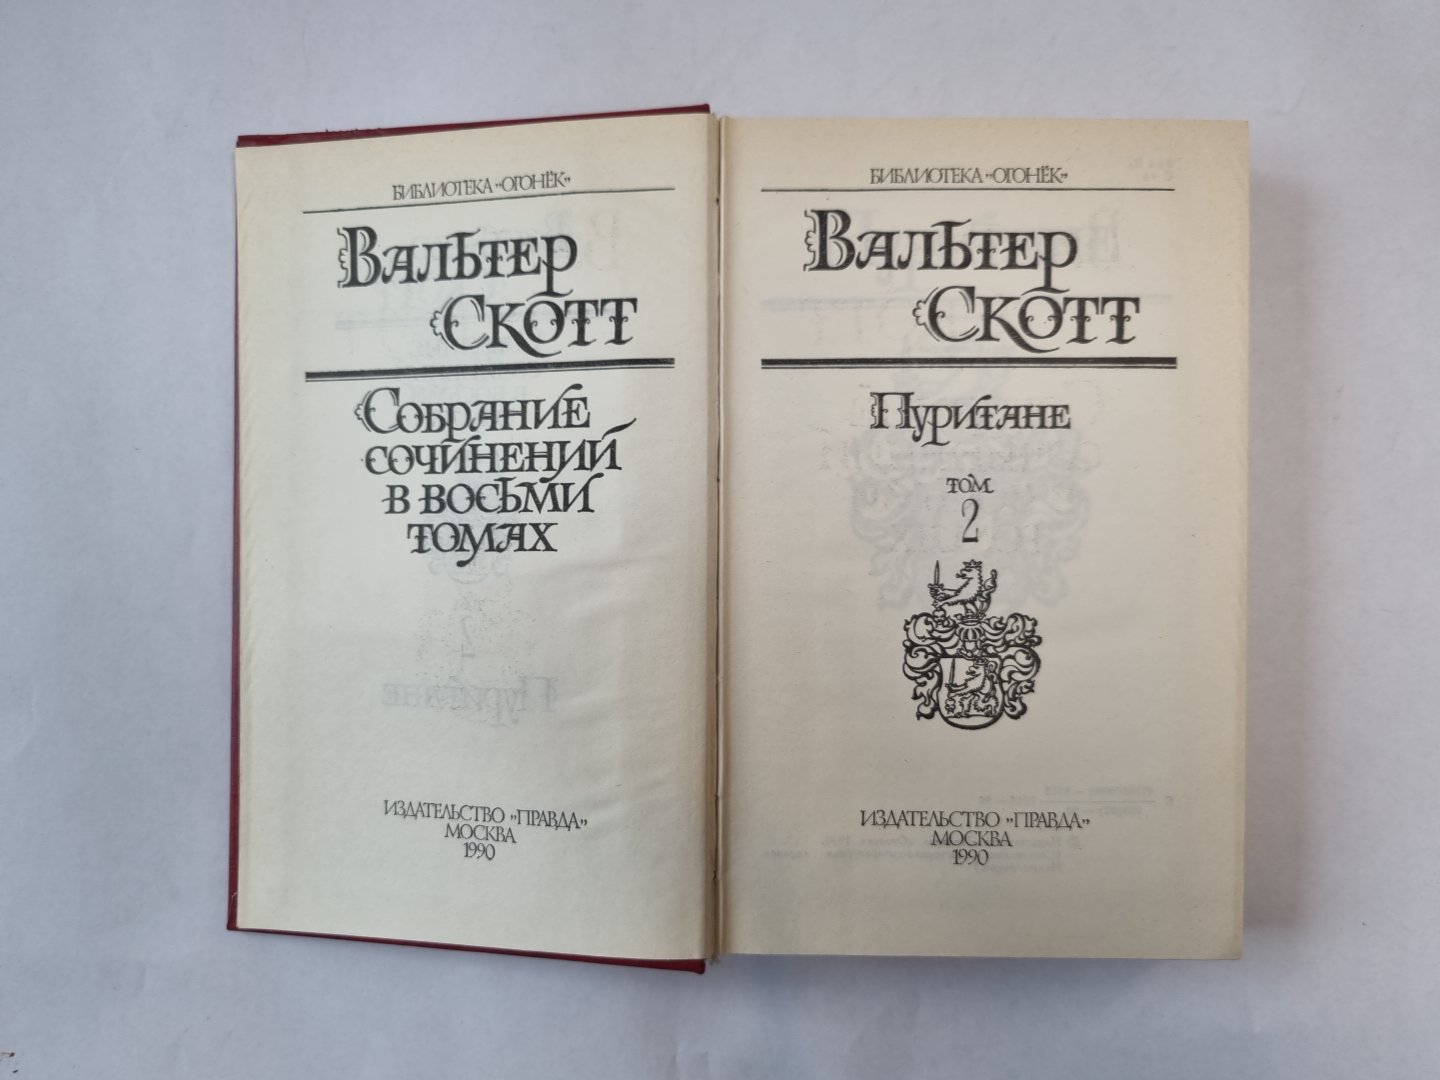 БИБЛИОТЕКА „ОГОНЁК"
ВАЛЬТЕР
СКОТТ
СОБРАНИЕ
СОЧИНЕНИЙ
В ВОСЬМИ
ТОМАХ
ИЗДАТЕЛЬСТВО „ПРАВДА"
МОСКВА
1990
БИБЛИОТЕКА „ОГОНЁК"
ВАЛЬТЕР
СКОТТ
ПУРИТАНЕ
ТОМ
2
ИЗДАТЕЛЬСТВО „ПРАВДА"
МОСКВА
1990